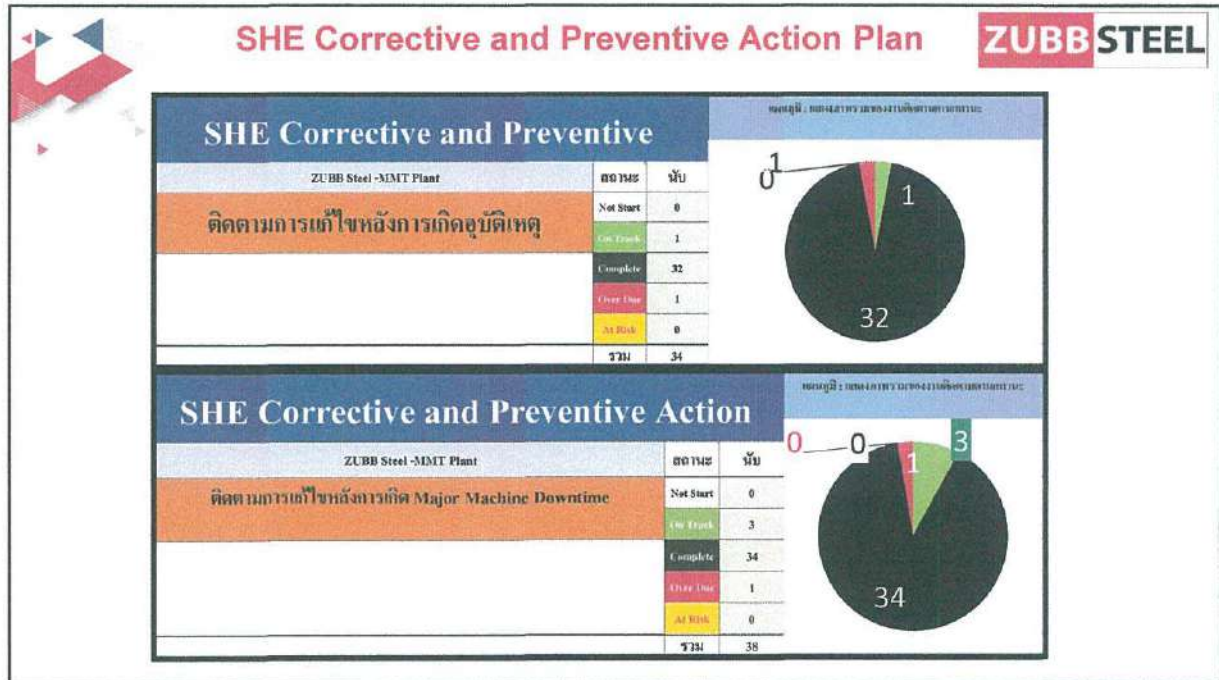 SHE Corrective and Preventive Action Plan
ZUBB STEEL
SHE Corrective and Preventive
ZUBB Steel -MMT Plant
สถานะ นับ
ติดตามการแก้ไขหลังการเกิดอุบัติเหตุ
Not Start 0
On Track 1
Complete 32
Over Due 1
At Risk 0
รวม 34
1
0
1
32
SHE Corrective and Preventive Action
ZUBB Steel -MMT Plant
สถานะ นับ
ติดตามการแก้ไขหลังการเกิด Major Machine Downtime
Not Start 0
On Track 3
Complete 34
Over Due 1
At Risk 0
รวม 38
0
0
1
3
34